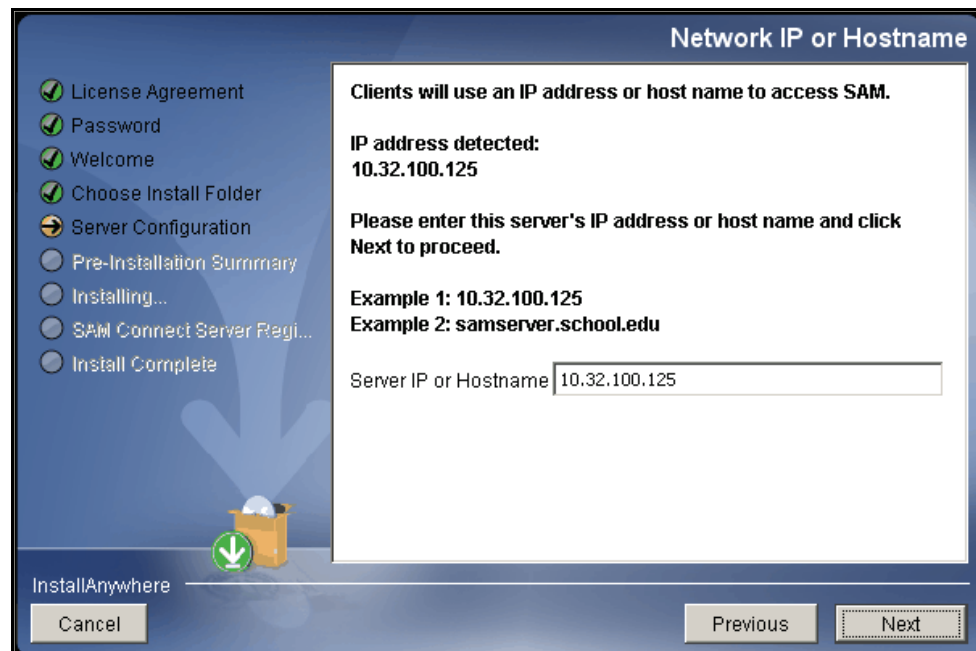 Network IP or Hostname
License Agreement
Password
Welcome
Choose Install Folder
Server Configuration
Pre-Installation Summary
Installing...
SAM Connect Server Regi...
Install Complete
Clients will use an IP address or host name to access SAM.
IP address detected:
10.32.100.125
Please enter this server's IP address or host name and click
Next to proceed.
Example 1: 10.32.100.125
Example 2: samserver.school.edu
Server IP or Hostname 10.32.100.125
InstallAnywhere
Cancel
Previous
Next